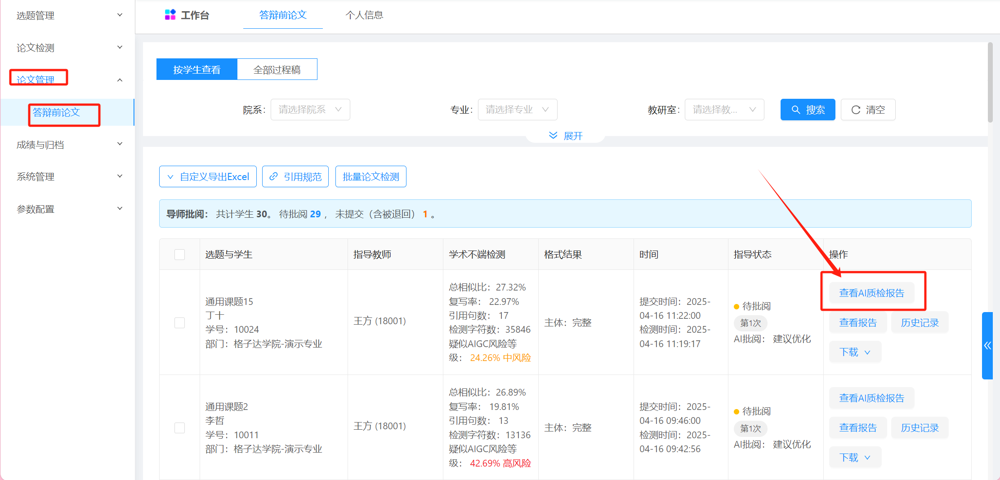 选题管理
论文检测
论文管理
答辩前论文
成绩与归档
系统管理
参数配置
工作台
答辩前论文
个人信息
按学生查看
全部过程稿
院系：
请选择院系
专业：
请选择专业
教研室：
请选择教...
搜索
清空
展开
自定义导出Excel
引用规范
批量论文检测
导师批阅： 共计学生 30。 待批阅 29， 未提交（含被退回） 1 。
选题与学生
指导教师
学术不端检测
格式结果
时间
指导状态
操作
通用课题15
丁十
学号：10024
部门：格子达学院-演示专业
王方 (18001)
总相似比：27.32%
复写率： 22.97%
引用句数： 17
检测字符数：35846
疑似AIGC风险等
级： 24.26% 中风险
主体：完整
提交时间：2025-
04-16 11:22:00
检测时间：2025-
04-16 11:19:17
待批阅
第1次
AI批阅： 建议优化
查看AI质检报告
查看报告
历史记录
下载
通用课题2
李哲
学号：10011
部门：格子达学院-演示专业
王方 (18001)
总相似比：26.89%
复写率： 19.81%
引用句数： 13
检测字符数：13136
疑似AIGC风险等
级： 42.69% 高风险
主体：完整
提交时间：2025-
04-16 09:46:00
检测时间：2025-
04-16 09:42:56
待批阅
第1次
AI批阅： 建议优化
查看AI质检报告
查看报告
历史记录
下载